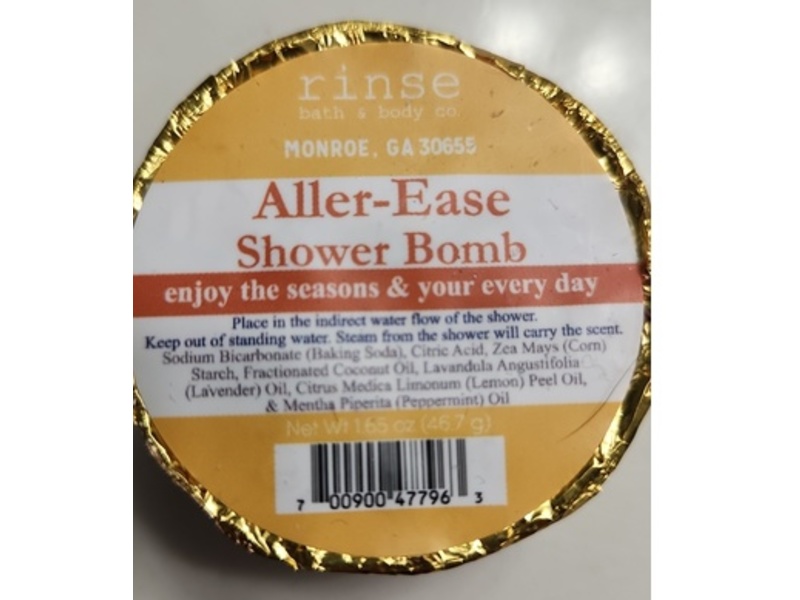 rinse
bath & body co.
MONROE, GA 30655
Aller-Ease
Shower Bomb
enjoy the seasons & your every day
Place in the indirect water flow of the shower.
Keep out of standing water. Steam from the shower will carry the scent.
Sodium Bicarbonate (Baking Soda), Citric Acid, Zea Mays (Corn)
Starch, Fractionated Coconut Oil, Lavandula Angustifolia
(Lavender) Oil, Citrus Medica Limonum (Lemon) Peel Oil,
& Mentha Piperita (Peppermint) Oil
Net Wt 1.65 oz (46.7 g)
7 00900 47796 3